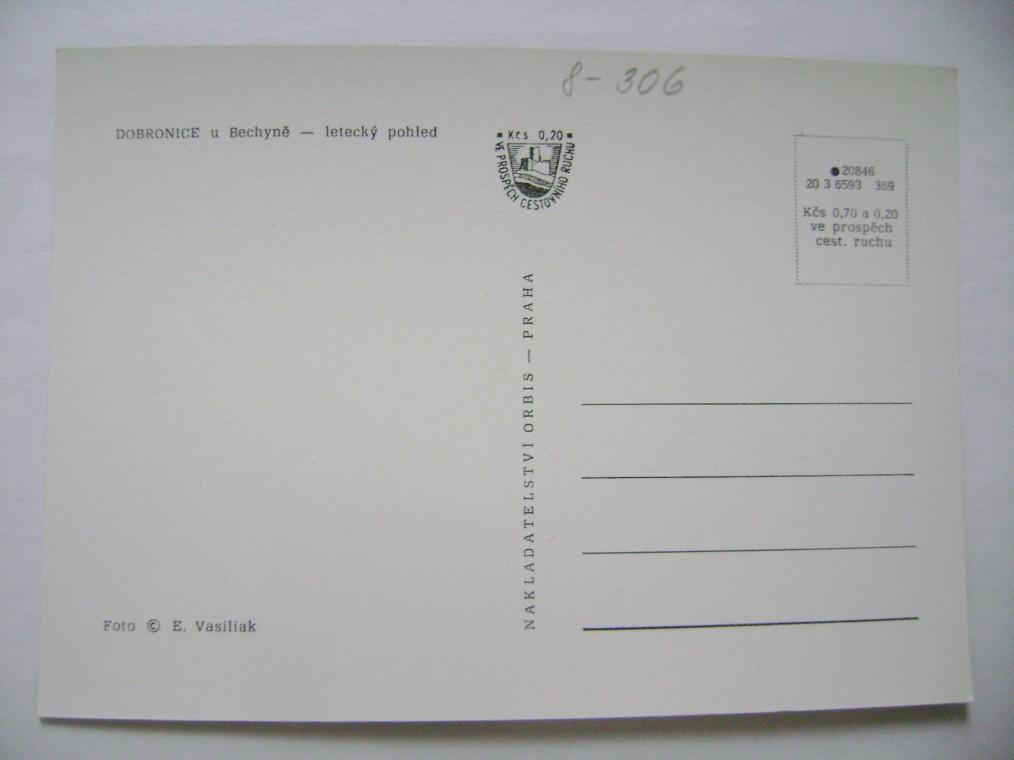 8-306
DOBRONICE u Bechyně — letecký pohled
Kčs 0,20
VE PROSPĚCH CESTOVNÍHO RUCHU
20846
20 3 6593 369
Kčs 0,70 a 0,20
ve prospěch
cest. ruchu
NAKLADATELSTVÍ ORBIS — PRAHA
Foto © E. Vasiliak